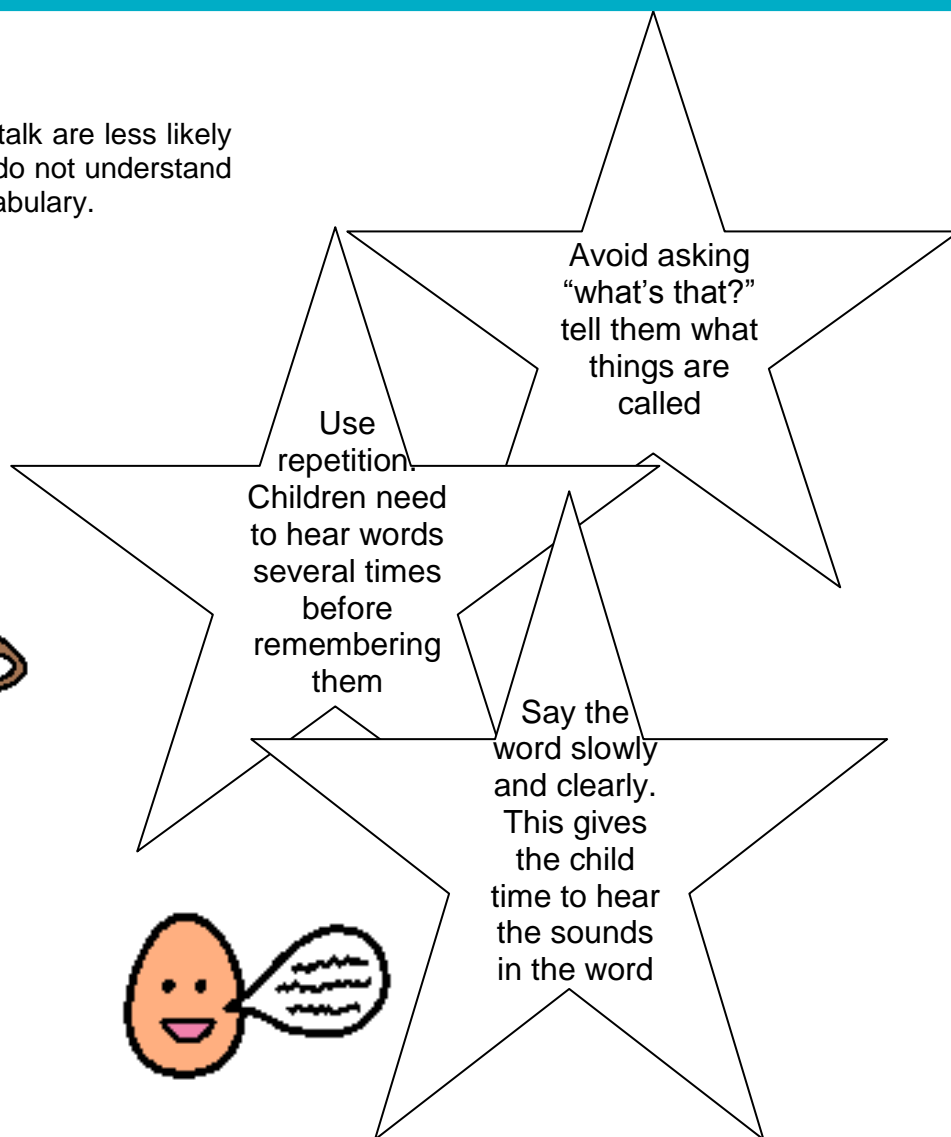 talk are less likely
do not understand
abulary.
Avoid asking
“what's that?”
tell them what
things are
called
Use
repetition.
Children need
to hear words
several times
before
remembering
them
Say the
word slowly
and clearly.
This gives
the child
time to hear
the sounds
in the word